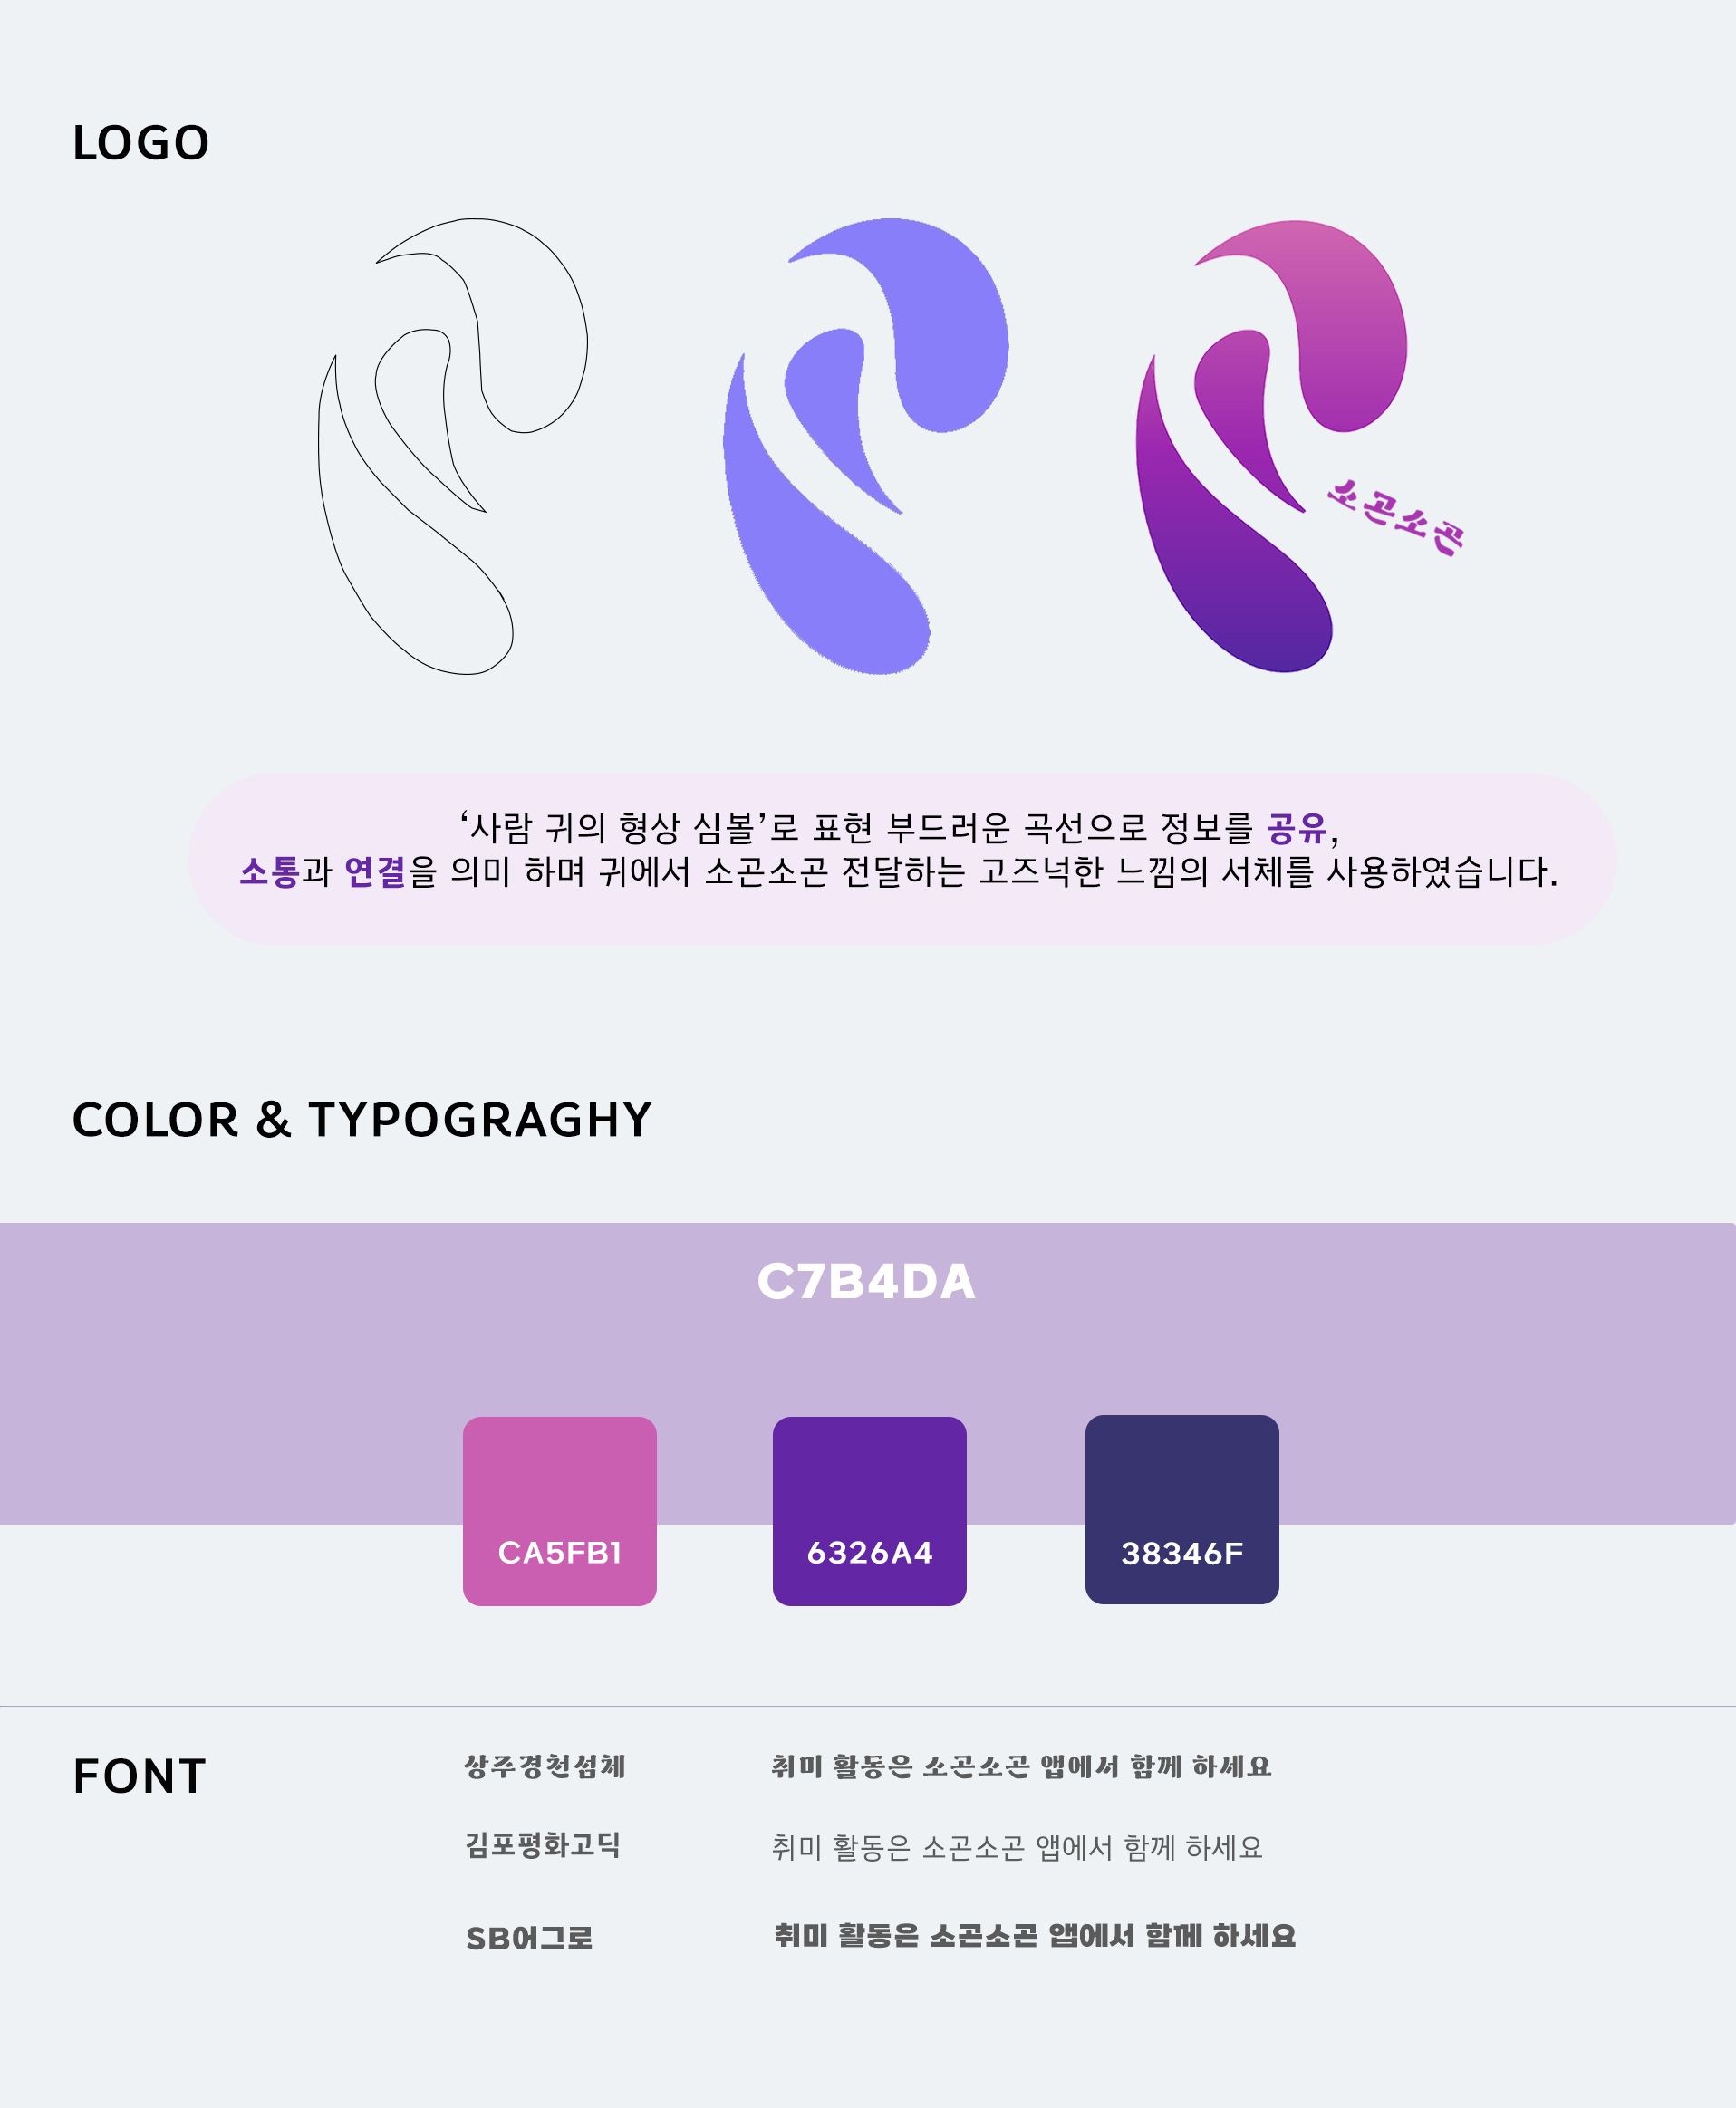 LOGO
소곤소곤
‘사람 귀의 형상 심볼’로 표현 부드러운 곡선으로 정보를 공유,
소통과 연결을 의미 하며 귀에서 소곤소곤 전달하는 고즈넉한 느낌의 서체를 사용하였습니다.
COLOR & TYPOGRAGHY
C7B4DA
CA5FB1
6326A4
38346F
FONT
상주경천섬체
취미 활동은 소곤소곤 앱에서 함께 하세요
김포평화고딕
취미 활동은 소곤소곤 앱에서 함께 하세요
SB어그로
취미 활동은 소곤소곤 앱에서 함께 하세요